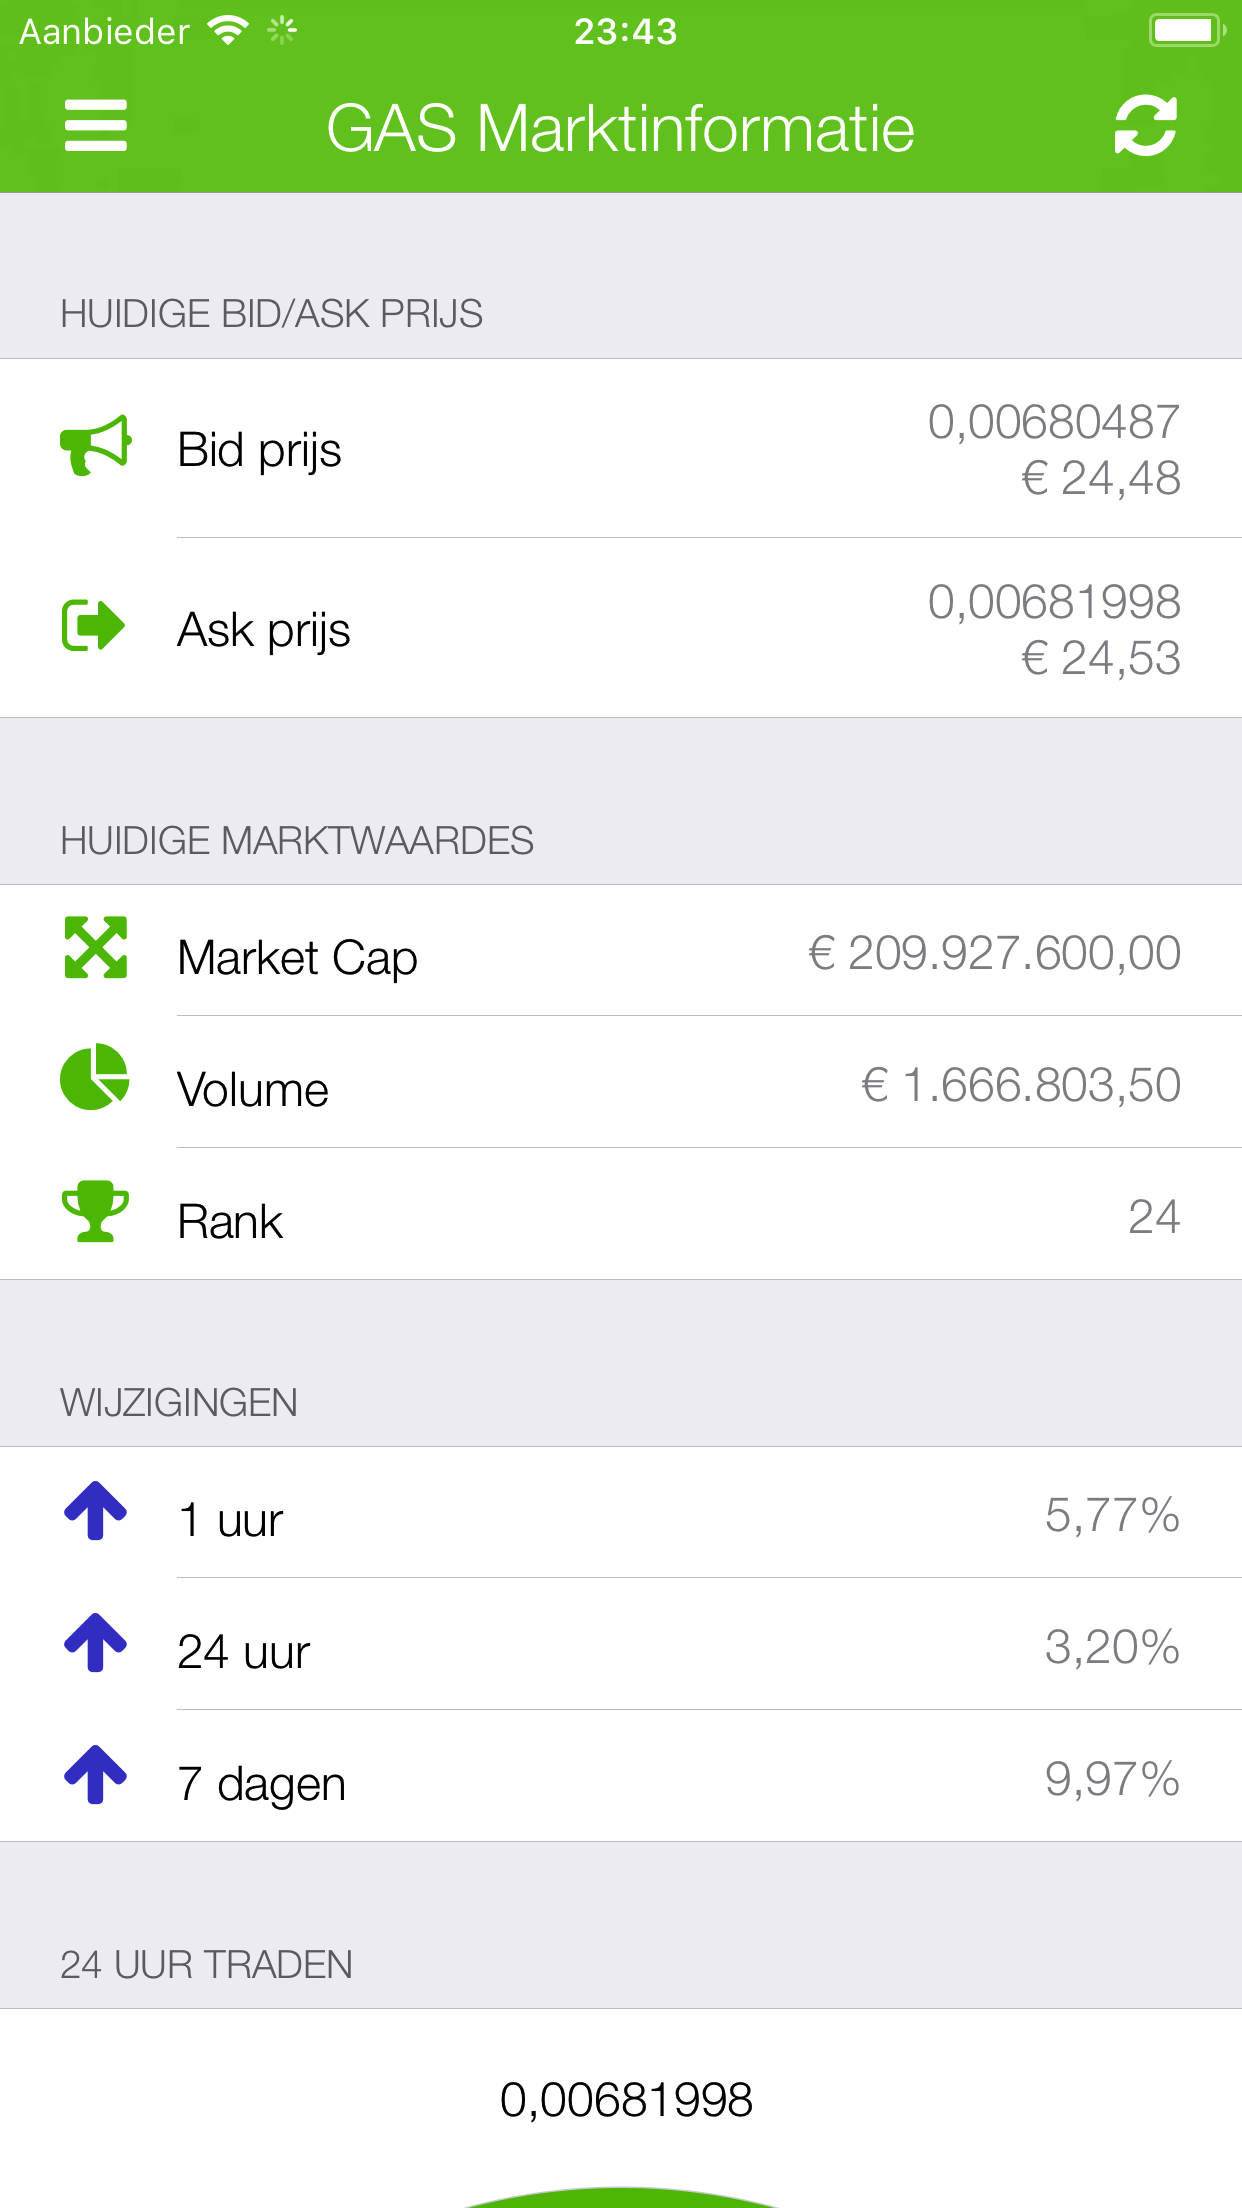 Aanbieder 23:43
GAS Marktinformatie
HUIDIGE BID/ASK PRIJS
Bid prijs
0,00680487
€ 24,48
Ask prijs
0,00681998
€ 24,53
HUIDIGE MARKTWAARDES
Market Cap € 209.927.600,00
Volume € 1.666.803,50
Rank 24
WIJZIGINGEN
1 uur 5,77%
24 uur 3,20%
7 dagen 9,97%
24 UUR TRADEN
0,00681998